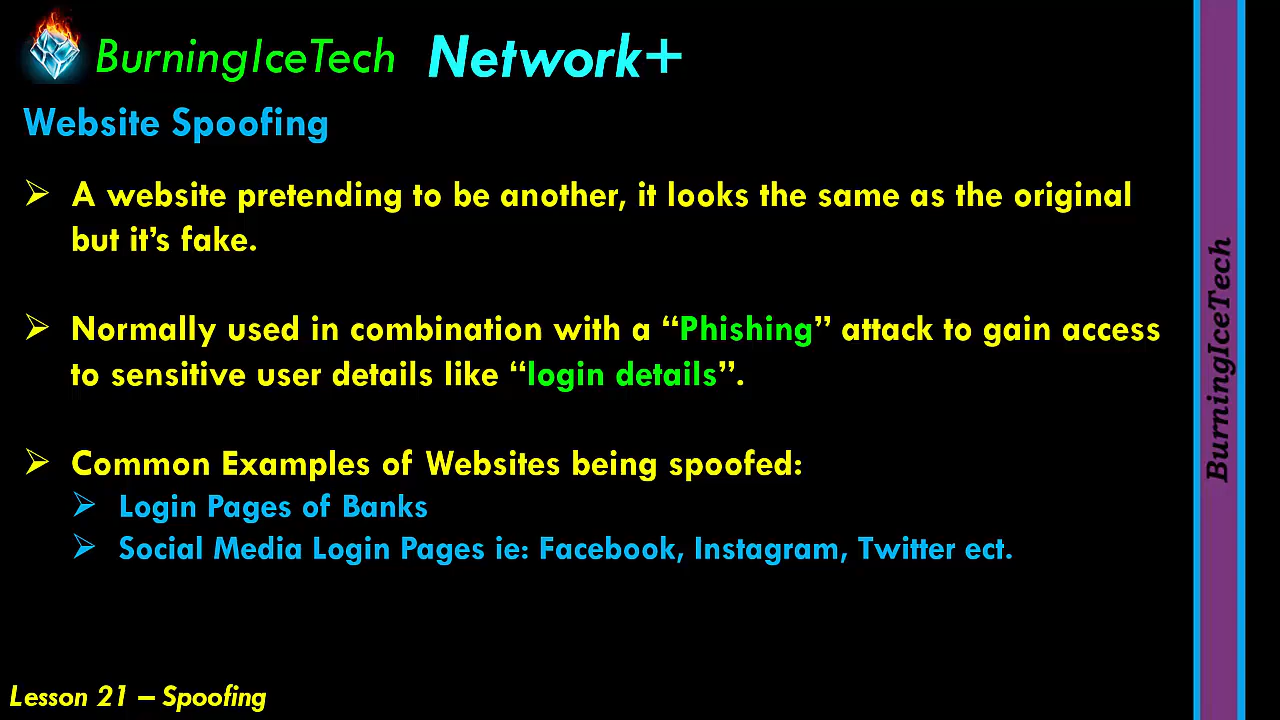 BurningIceTech Network+
Website Spoofing
➢ A website pretending to be another, it looks the same as the original
but it’s fake.
➢ Normally used in combination with a “Phishing” attack to gain access
to sensitive user details like “login details”.
➢ Common Examples of Websites being spoofed:
➢ Login Pages of Banks
➢ Social Media Login Pages ie: Facebook, Instagram, Twitter ect.
Lesson 21 – Spoofing
BurningIceTech